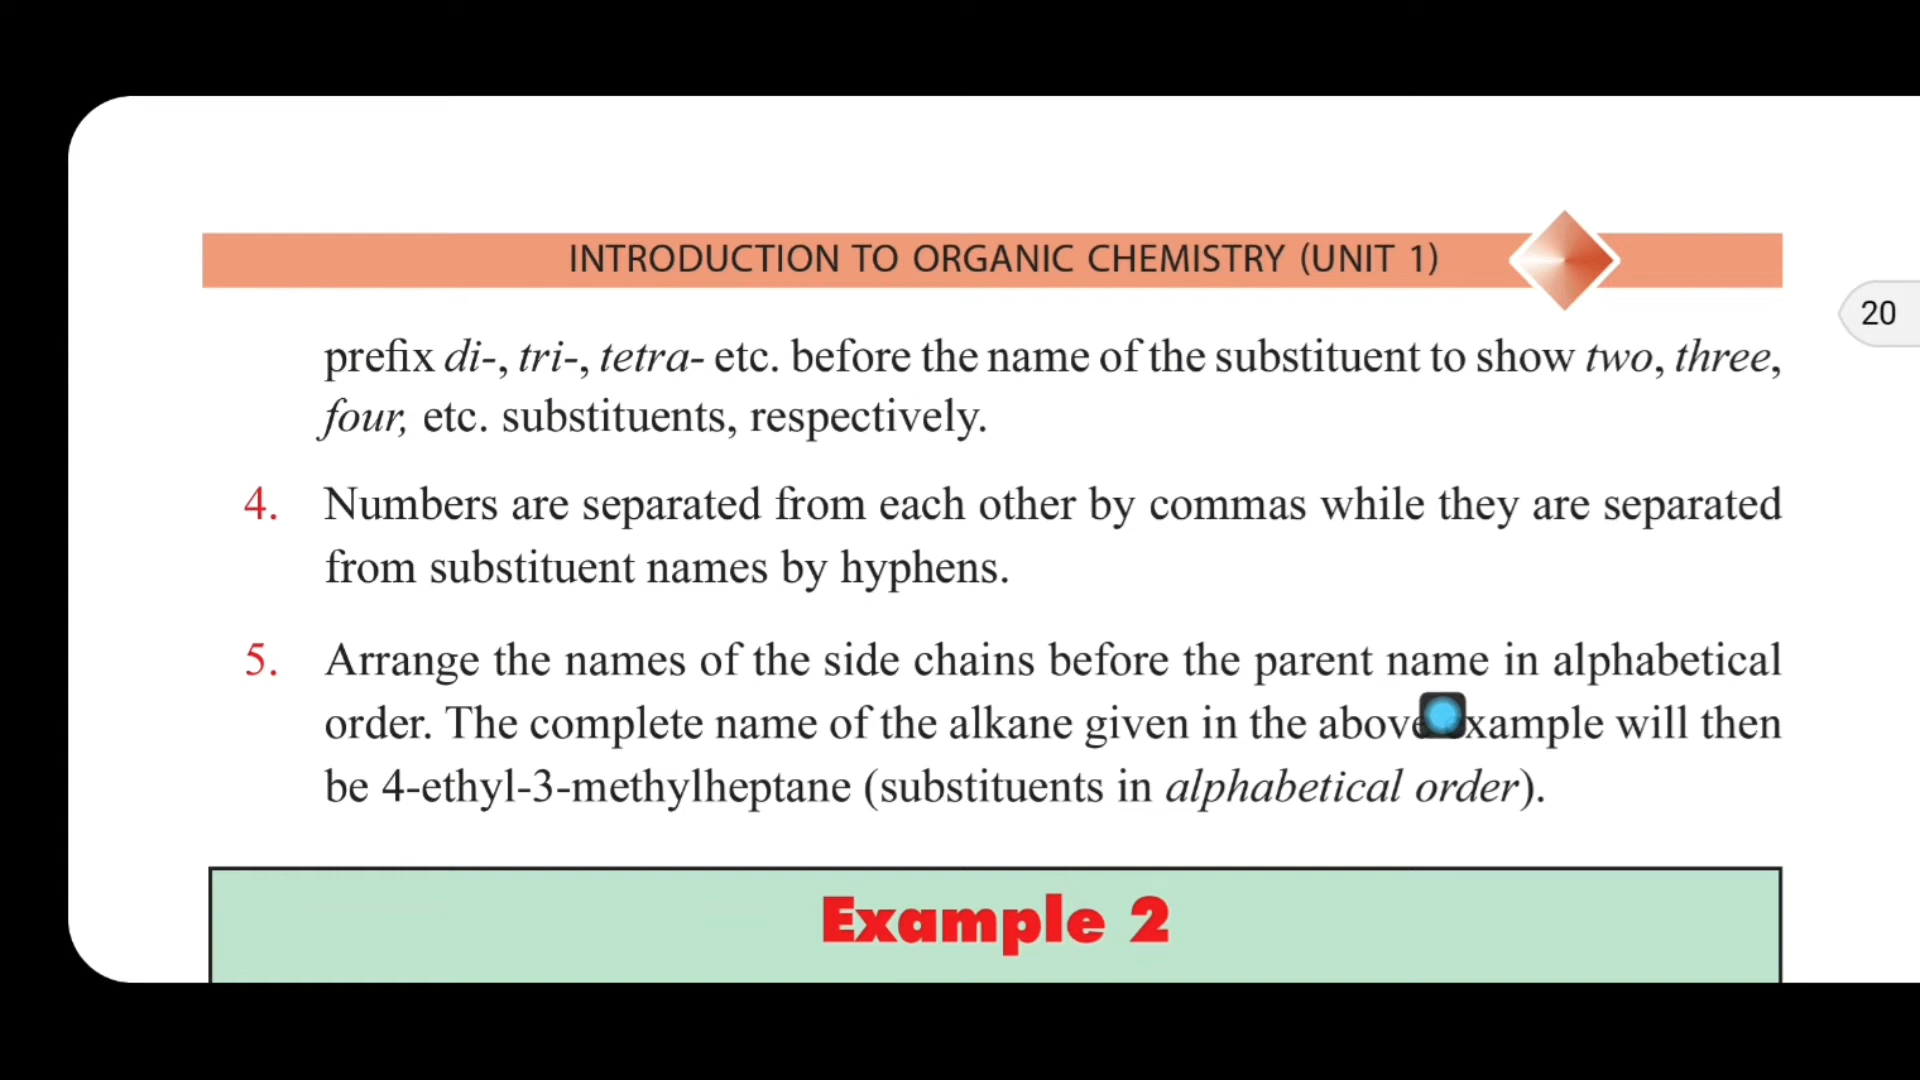 INTRODUCTION TO ORGANIC CHEMISTRY (UNIT 1)
20
prefix di-, tri-, tetra- etc. before the name of the substituent to show two, three,
four, etc. substituents, respectively.
4. Numbers are separated from each other by commas while they are separated
from substituent names by hyphens.
5. Arrange the names of the side chains before the parent name in alphabetical
order. The complete name of the alkane given in the above example will then
be 4-ethyl-3-methylheptane (substituents in alphabetical order).
Example 2